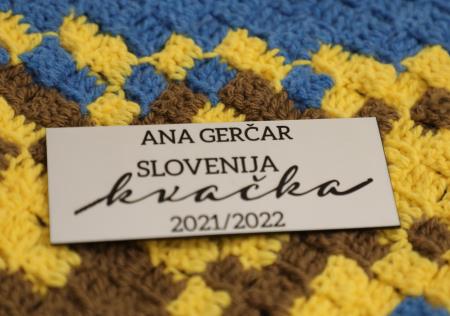 ANA GERČAR
SLOVENIJA
kvačka
2021/2022